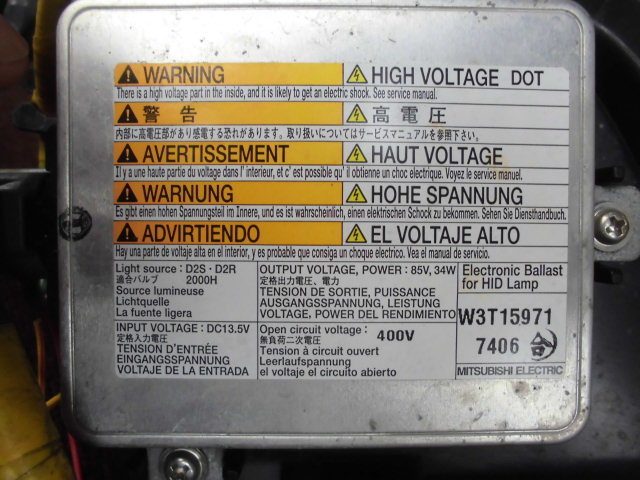 WARNING HIGH VOLTAGE DOT
There is a high voltage part in the inside, and it is likely to get an electric shock. See service manual.
警告 高電圧
内部に高電圧部があり感電する恐れがあります。取り扱いについてはサービスマニュアルを参照下さい。
AVERTISSEMENT HAUT VOLTAGE
Il y a une haute partie du voltage dans l' interieur, et c' est possible qu' il obtienne un choc electrique. Voyez le service manuel.
WARNUNG HOHE SPANNUNG
Es gibt einen hohen Spannungsteil im Innere, und es ist wahrscheinlich, einen elektrischen Schock zu bekommen. Sehen Sie Diensthandbuch.
ADVIRTIENDO EL VOLTAJE ALTO
Hay una parte de voltaje alta en el interior, y es probable que consiga un choque electrico. Vea el manual de servicio.
Light source : D2S · D2R
適合バルブ 2000H
Source lumineuse
Lichtquelle
La fuente ligera
OUTPUT VOLTAGE, POWER : 85V, 34W
定格出力電圧、電力
TENSION DE SORTIE, PUISSANCE
AUSGANGSSPANNUNG, LEISTUNG
VOLTAGE, POWER DEL RENDIMIENTO
Electronic Ballast
for HID Lamp
INPUT VOLTAGE : DC13.5V
定格入力電圧
TENSION D'ENTRÉE
EINGANGSSPANNUNG
VOLTAJE DE LA ENTRADA
Open circuit voltage : 400V
無負荷二次電圧
Tension à circuit ouvert
Leerlaufspannung
el voltaje el circuito abierto
W3T15971
7406 合
MITSUBISHI ELECTRIC